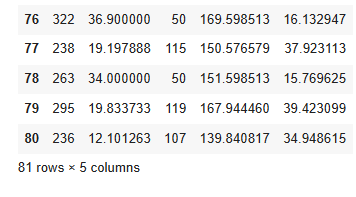 76 322 36.900000 50 169.598513 16.132947
77 238 19.197888 115 150.576579 37.923113
78 263 34.000000 50 151.598513 15.769625
79 295 19.833733 119 167.944460 39.423099
80 236 12.101263 107 139.840817 34.948615
81 rows × 5 columns